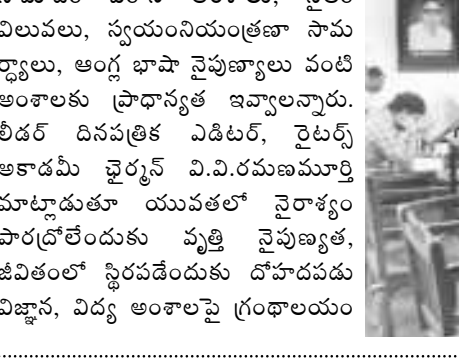 విలువలు, స్వయంనియంత్రణా సామ
ర్థ్యాలు, ఆంగ్ల భాషా నైపుణ్యాలు వంటి
అంశాలకు ప్రాధాన్యత ఇవ్వాలన్నారు.
లీడర్ దినపత్రిక ఎడిటర్, రైటర్స్
అకాడమీ ఛైర్మన్ వి.వి.రమణమూర్తి
మాట్లాడుతూ యువతలో నైరాశ్యం
పారద్రోలేందుకు వృత్తి నైపుణ్యత,
జీవితంలో స్థిరపడేందుకు దోహదపడు
విజ్ఞాన, విద్య అంశాలపై గ్రంథాలయం